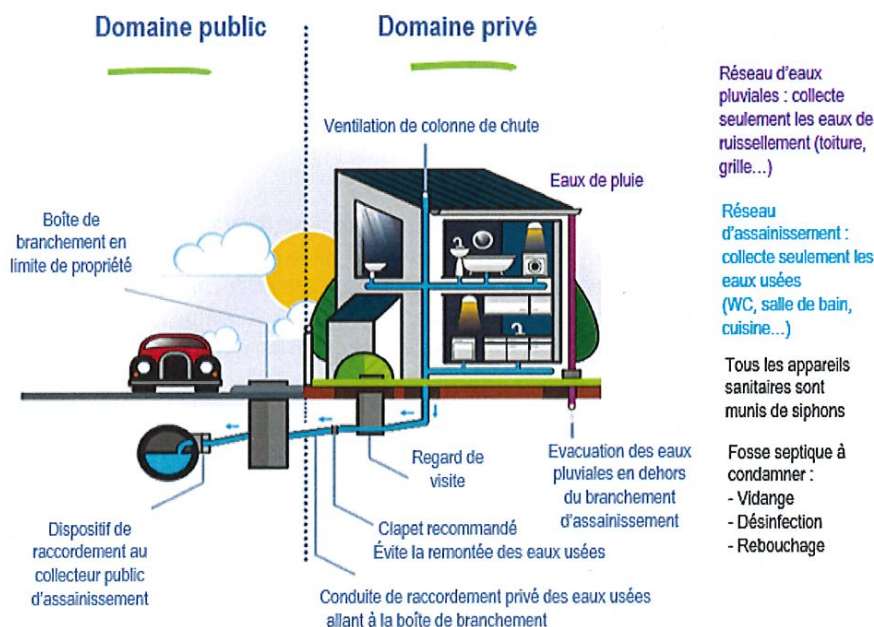 Domaine public
Domaine privé
Ventilation de colonne de chute
Eaux de pluie
Boîte de
branchement en
limite de propriété
Regard de
visite
Evacuation des eaux
pluviales en dehors
du branchement
d'assainissement
Dispositif de
raccordement au
collecteur public
d'assainissement
Clapet recommandé
Évite la remontée des eaux usées
Conduite de raccordement privé des eaux usées
allant à la boîte de branchement
Réseau d'eaux
pluviales : collecte
seulement les eaux de
ruissellement (toiture,
grille...)
Réseau
d'assainissement :
collecte seulement les
eaux usées
(WC, salle de bain,
cuisine...)
Tous les appareils
sanitaires sont
munis de siphons
Fosse septique à
condamner :
- Vidange
- Désinfection
- Rebouchage